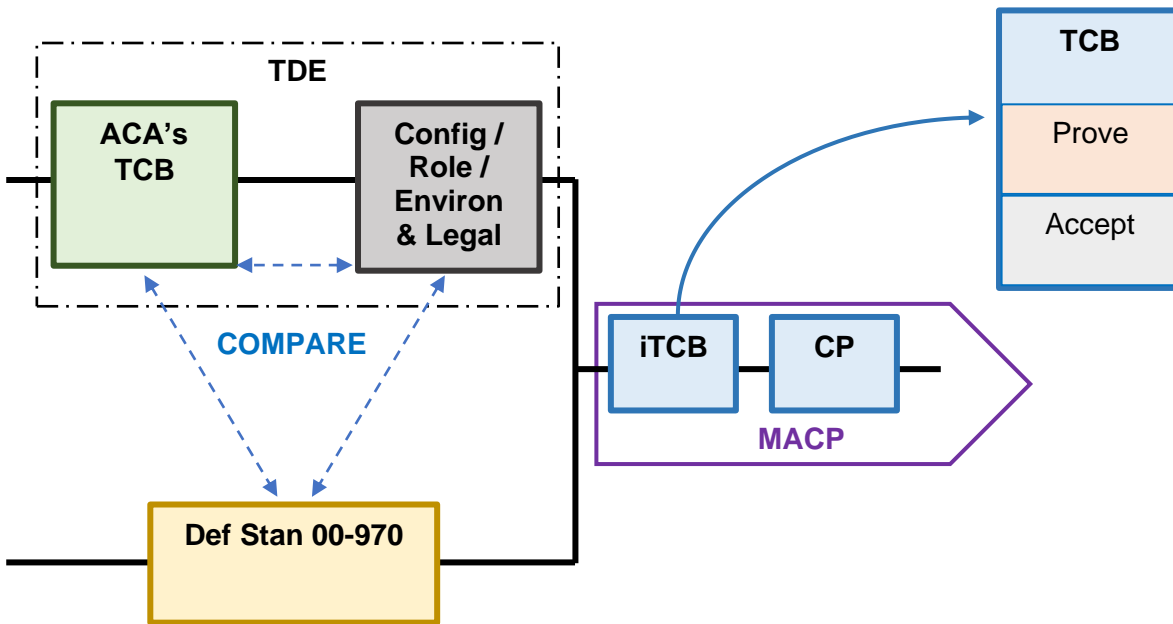 TDE
ACA's
TCB
Config /
Role /
Environ
& Legal
COMPARE
Def Stan 00-970
iTCB
CP
MACP
TCB
Prove
Accept